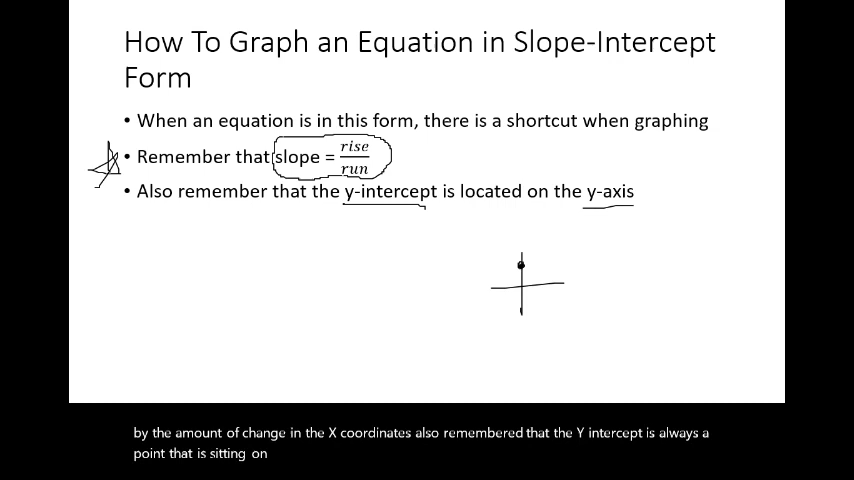 How To Graph an Equation in Slope-Intercept
Form
• When an equation is in this form, there is a shortcut when graphing
• Remember that slope = rise/run
• Also remember that the y-intercept is located on the y-axis
by the amount of change in the X coordinates also remembered that the Y intercept is always a
point that is sitting on